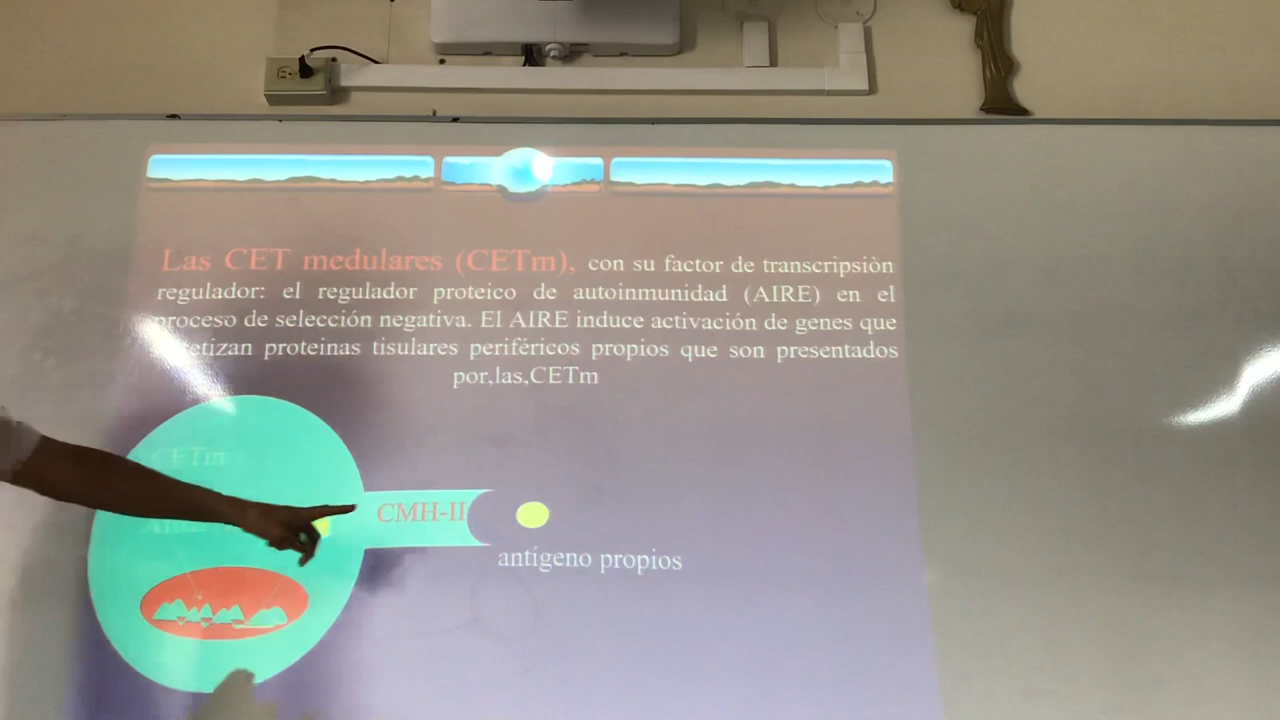 Las CET medulares (CETm), con su factor de transcripsiòn
regulador: el regulador proteico de autoinmunidad (AIRE) en el
proceso de selección negativa. El AIRE induce activación de genes que
proteinas tisulares periféricos propios que son presentados
por,las,CETm
CMH-II
antígeno propios